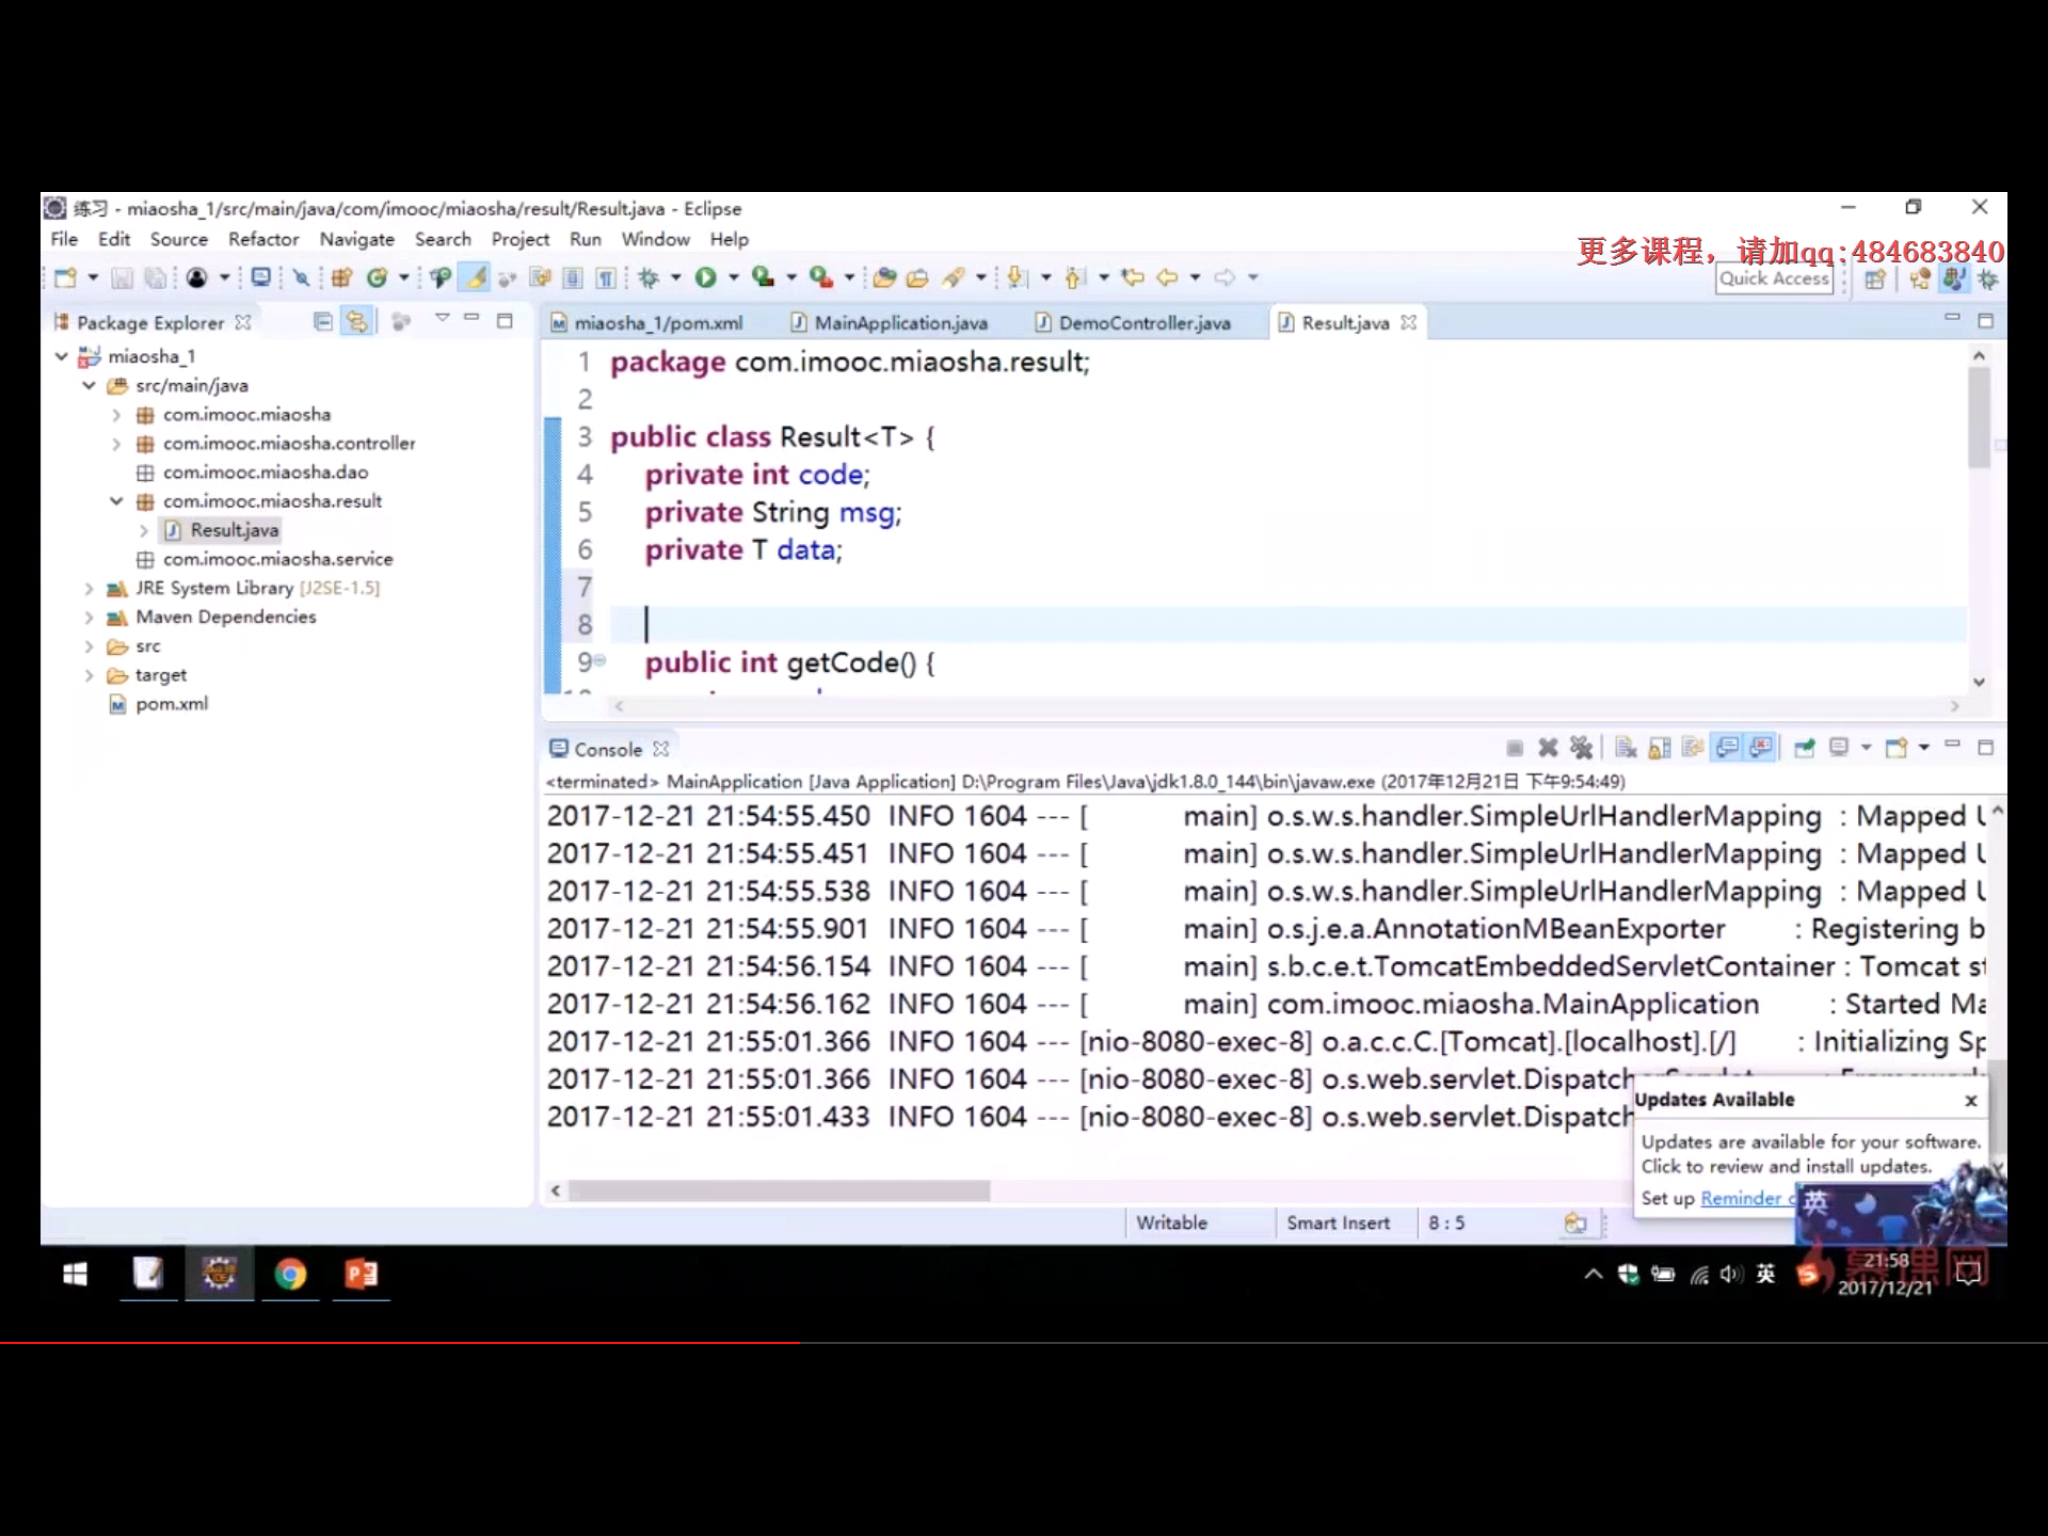 练习 - miaosha_1/src/main/java/com/imooc/miaosha/result/Result.java - Eclipse
File Edit Source Refactor Navigate Search Project Run Window Help
更多课程，请加qq:484683840
Quick Access
Package Explorer
miaosha_1
src/main/java
com.imooc.miaosha
com.imooc.miaosha.controller
com.imooc.miaosha.dao
com.imooc.miaosha.result
Result.java
com.imooc.miaosha.service
JRE System Library [J2SE-1.5]
Maven Dependencies
src
target
pom.xml
miaosha_1/pom.xml MainApplication.java DemoController.java Result.java
1 package com.imooc.miaosha.result;
2
3 public class Result<T> {
4 private int code;
5 private String msg;
6 private T data;
7
8
9 public int getCode() {
Console
<terminated> MainApplication [Java Application] D:\Program Files\Java\jdk1.8.0_144\bin\javaw.exe (2017年12月21日 下午9:54:49)
2017-12-21 21:54:55.450 INFO 1604 --- [ main] o.s.w.s.handler.SimpleUrlHandlerMapping : Mapped
2017-12-21 21:54:55.451 INFO 1604 --- [ main] o.s.w.s.handler.SimpleUrlHandlerMapping : Mapped
2017-12-21 21:54:55.538 INFO 1604 --- [ main] o.s.w.s.handler.SimpleUrlHandlerMapping : Mapped
2017-12-21 21:54:55.901 INFO 1604 --- [ main] o.s.j.e.a.AnnotationMBeanExporter : Registering b
2017-12-21 21:54:56.154 INFO 1604 --- [ main] s.b.c.e.t.TomcatEmbeddedServletContainer : Tomcat st
2017-12-21 21:54:56.162 INFO 1604 --- [ main] com.imooc.miaosha.MainApplication : Started Ma
2017-12-21 21:55:01.366 INFO 1604 --- [nio-8080-exec-8] o.a.c.c.C.[Tomcat].[localhost].[/] : Initializing Sp
2017-12-21 21:55:01.366 INFO 1604 --- [nio-8080-exec-8] o.s.web.servlet.DispatcherServlet
2017-12-21 21:55:01.433 INFO 1604 --- [nio-8080-exec-8] o.s.web.servlet.Dispatch
Updates Available
Updates are available for your software.
Click to review and install updates.
Set up Reminder
英
Writable Smart Insert 8 : 5
英
21:58
2017/12/21
慕课网